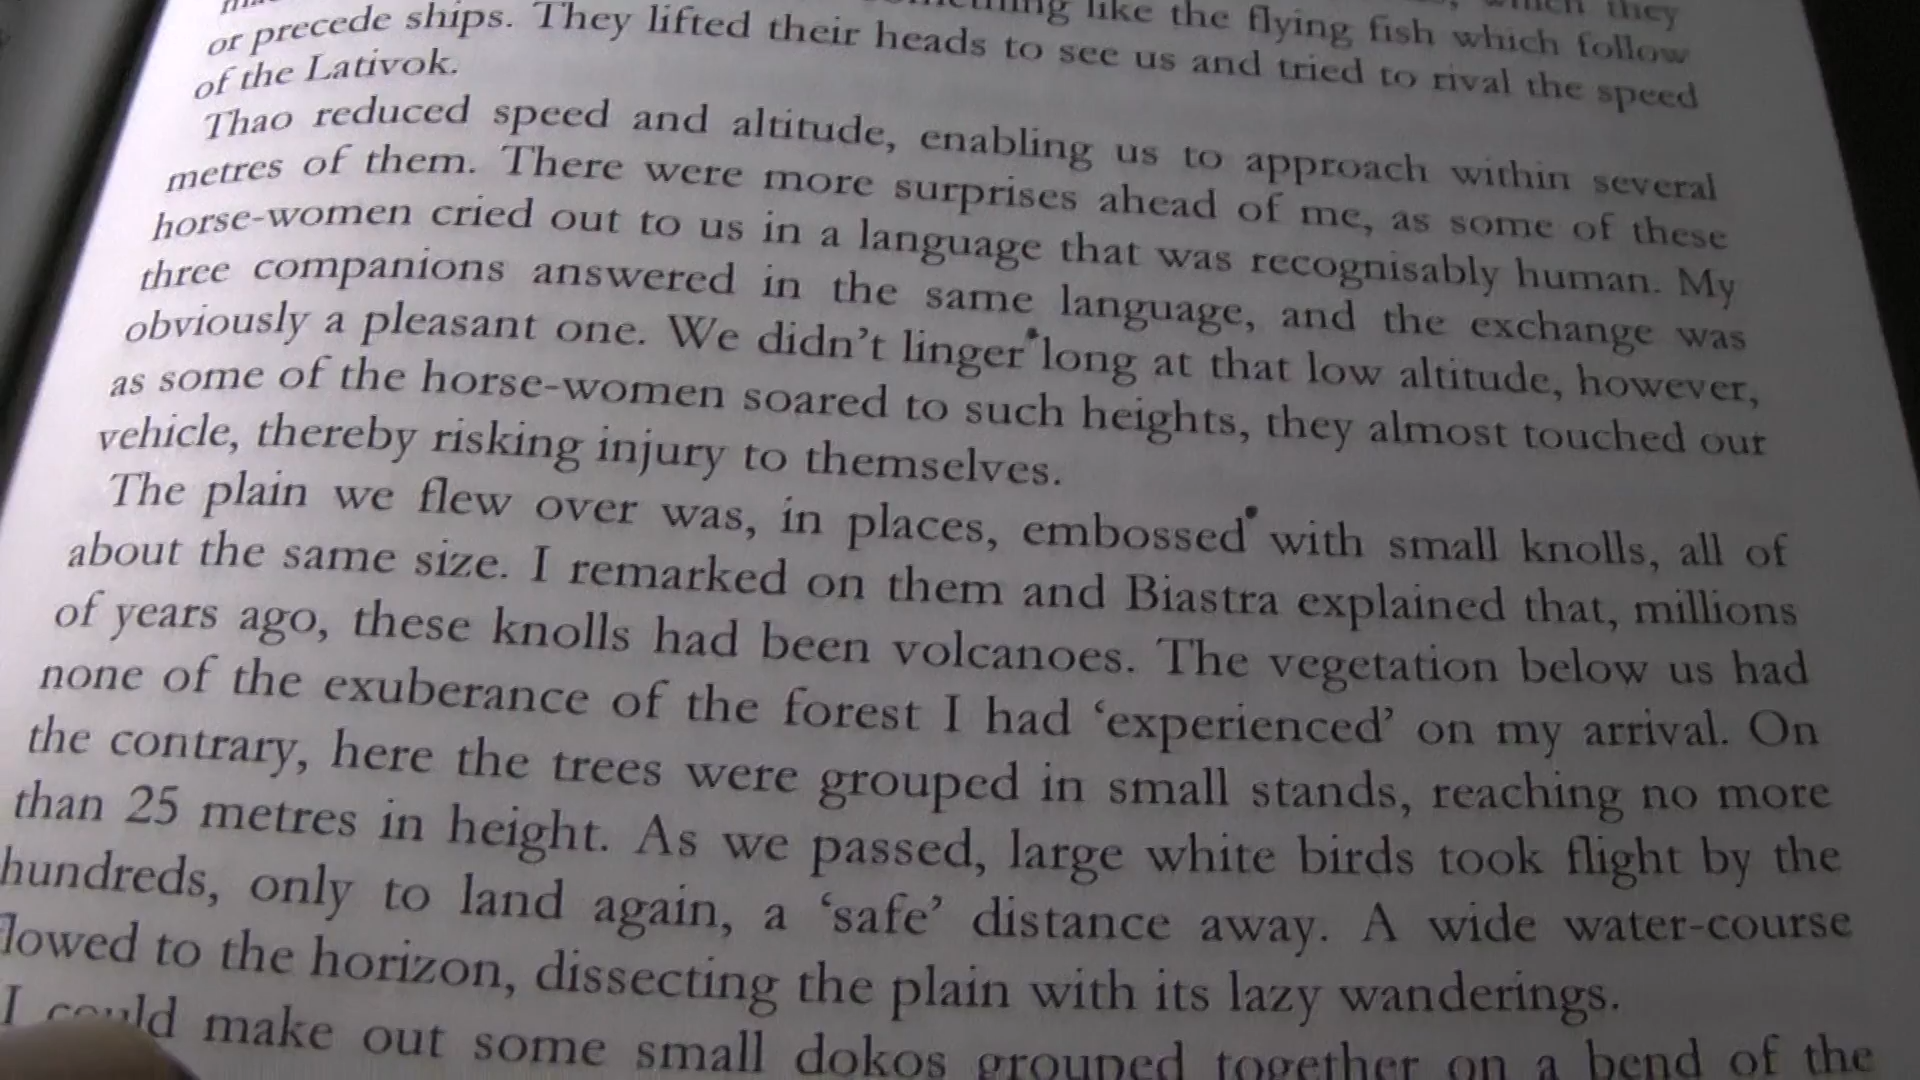 like the flying fish which follow
or precede ships. They lifted their heads to see us and tried to rival the speed
of the Lativok.
Thao reduced speed and altitude, enabling us to approach within several
metres of them. There were more surprises ahead of me, as some of these
horse-women cried out to us in a language that was recognisably human. My
three companions answered in the same language, and the exchange was
obviously a pleasant one. We didn't linger long at that low altitude, however,
as some of the horse-women soared to such heights, they almost touched our
vehicle, thereby risking injury to themselves.
The plain we flew over was, in places, embossed with small knolls, all of
about the same size. I remarked on them and Biastra explained that, millions
of years ago, these knolls had been volcanoes. The vegetation below us had
none of the exuberance of the forest I had ‘experienced’ on my arrival. On
the contrary, here the trees were grouped in small stands, reaching no more
than 25 metres in height. As we passed, large white birds took flight by the
hundreds, only to land again, a ‘safe’ distance away. A wide water-course
flowed to the horizon, dissecting the plain with its lazy wanderings.
I could make out some small dokos grouped together on a bend of the